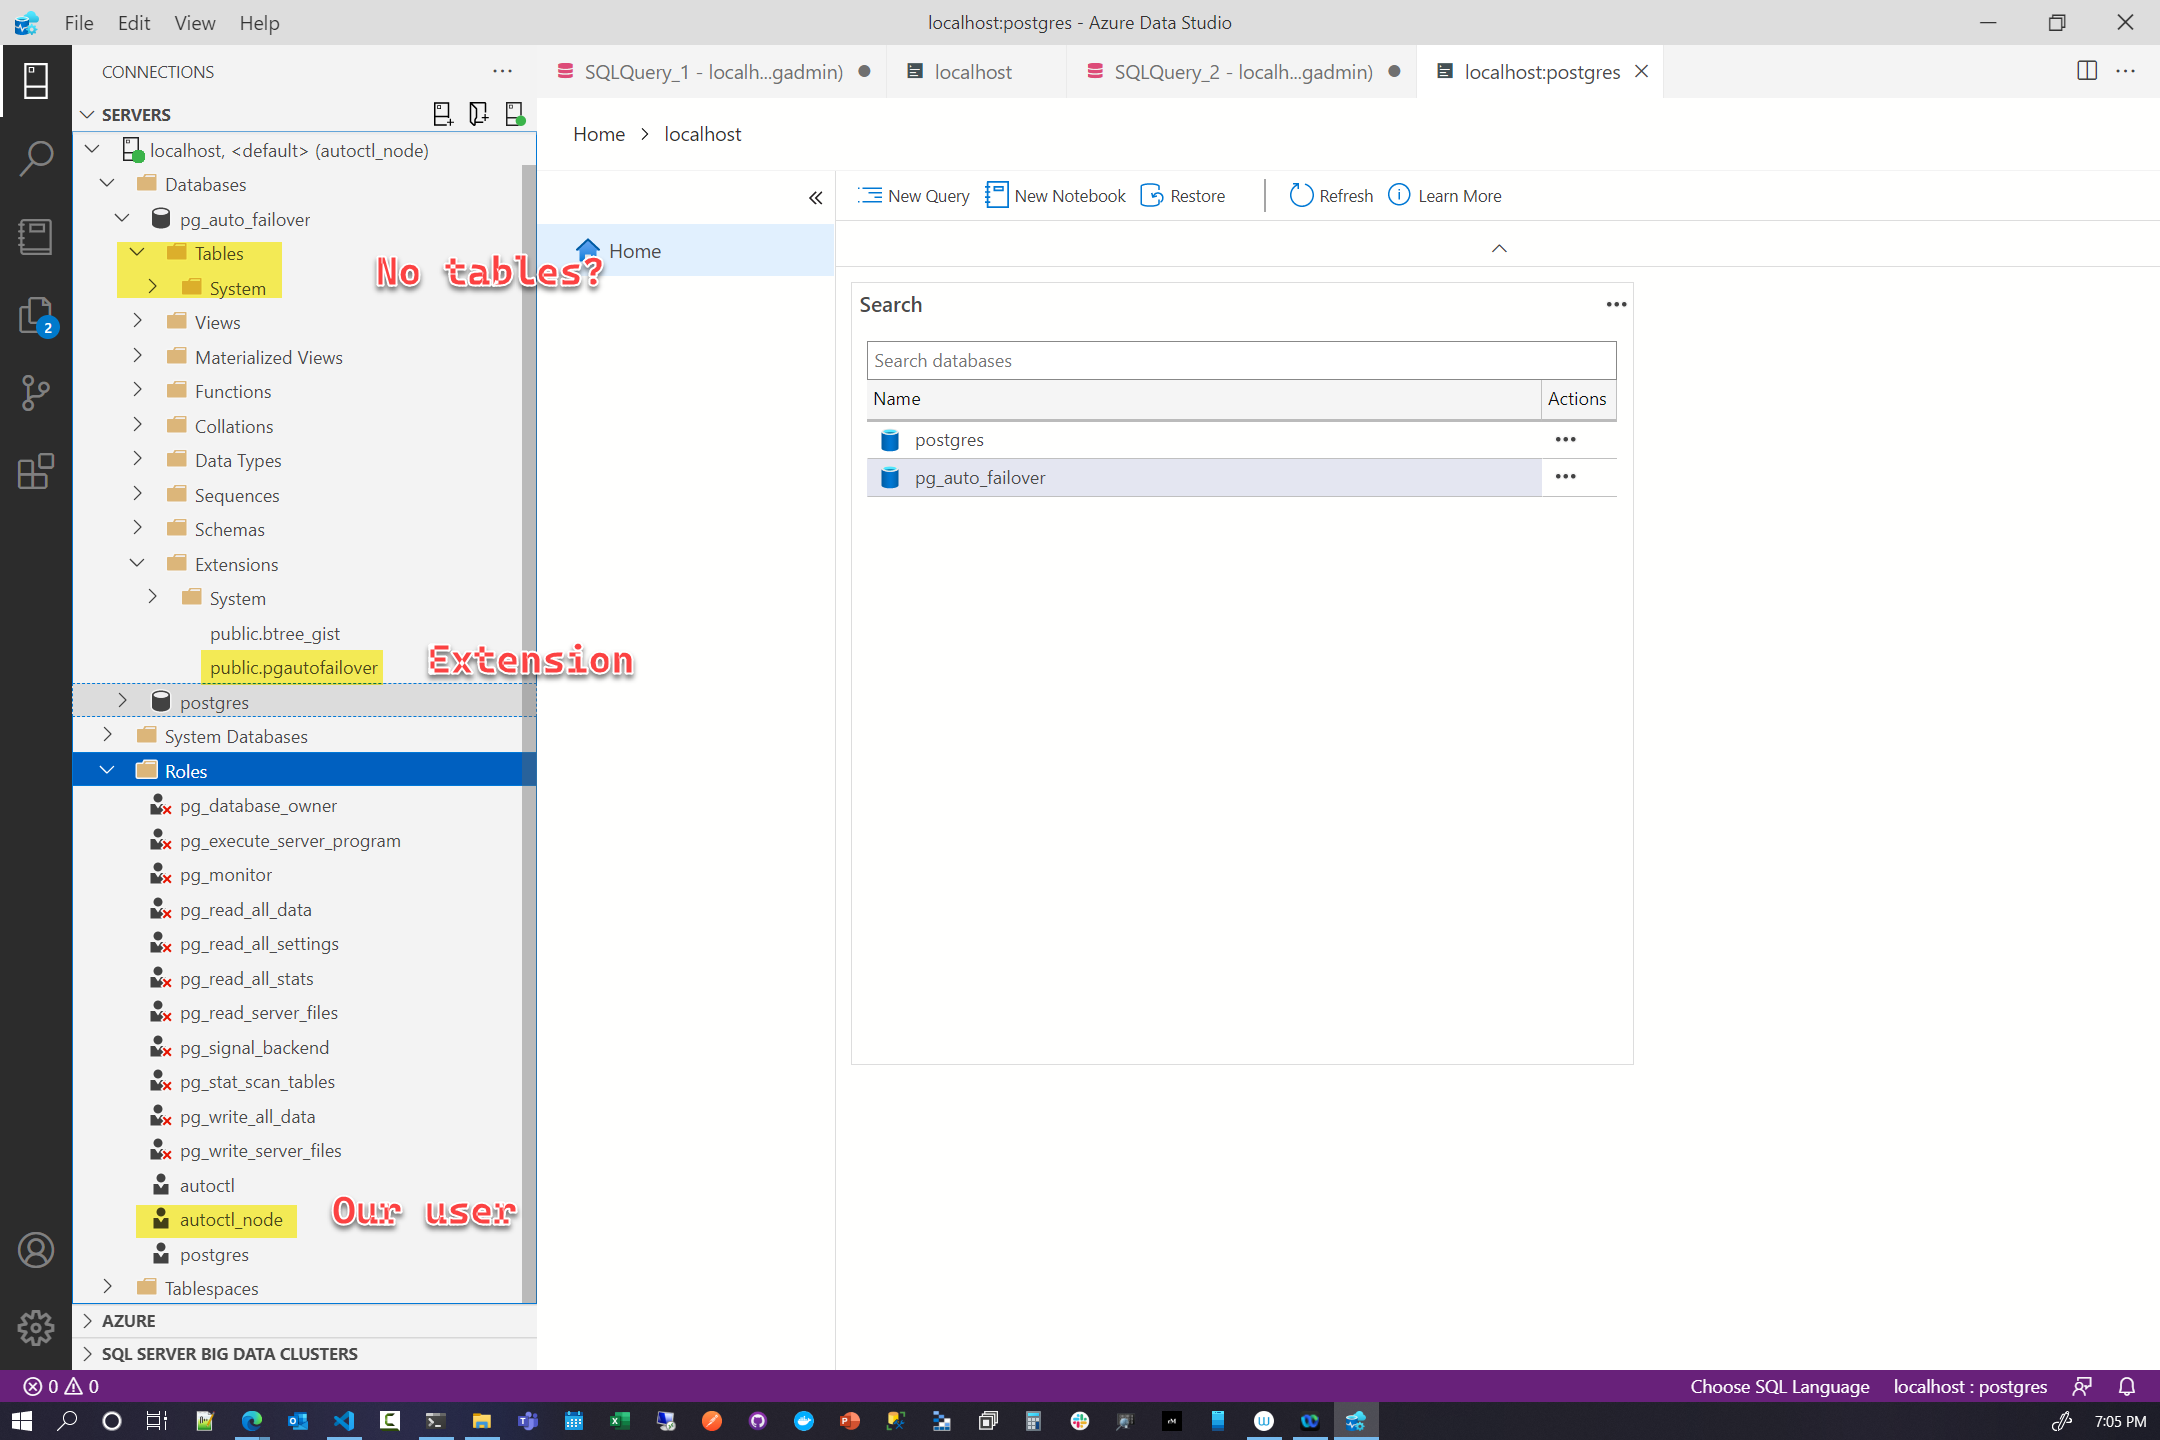 File Edit View Help
localhost:postgres - Azure Data Studio
CONNECTIONS
SQLQuery_1 - localh...gadmin)
localhost
SQLQuery_2 - localh...gadmin)
localhost:postgres
SERVERS
Home > localhost
localhost, <default> (autoctl_node)
Databases
pg_auto_failover
Tables
System
No tables?
Views
Materialized Views
Functions
Collations
Data Types
Sequences
Schemas
Extensions
System
public.btree_gist
public.pgautofailover
Extension
postgres
System Databases
Roles
pg_database_owner
pg_execute_server_program
pg_monitor
pg_read_all_data
pg_read_all_settings
pg_read_all_stats
pg_read_server_files
pg_signal_backend
pg_stat_scan_tables
pg_write_all_data
pg_write_server_files
autoctl
autoctl_node
Our user
postgres
Tablespaces
AZURE
SQL SERVER BIG DATA CLUSTERS
2
New Query
New Notebook
Restore
Refresh
Learn More
Home
Search
Search databases
Name
Actions
postgres
pg_auto_failover
0 0
Choose SQL Language
localhost : postgres
7:05 PM